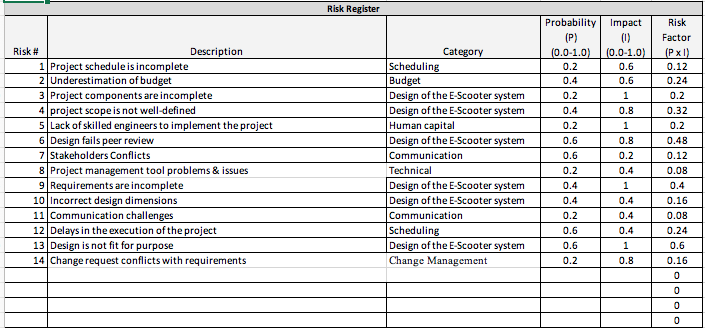 Risk Register
Probability Impact Risk
(P) (I) Factor
Risk # Description Category (0.0-1.0) (0.0-1.0) (P x I)
1 Project schedule is incomplete Scheduling 0.2 0.6 0.12
2 Underestimation of budget Budget 0.4 0.6 0.24
3 Project components are incomplete Design of the E-Scooter system 0.2 1 0.2
4 project scope is not well-defined Design of the E-Scooter system 0.4 0.8 0.32
5 Lack of skilled engineers to implement the project Human capital 0.2 1 0.2
6 Design fails peer review Design of the E-Scooter system 0.6 0.8 0.48
7 Stakeholders Conflicts Communication 0.6 0.2 0.12
8 Project management tool problems & issues Technical 0.2 0.4 0.08
9 Requirements are incomplete Design of the E-Scooter system 0.4 1 0.4
10 Incorrect design dimensions Design of the E-Scooter system 0.4 0.4 0.16
11 Communication challenges Communication 0.2 0.4 0.08
12 Delays in the execution of the project Scheduling 0.6 0.4 0.24
13 Design is not fit for purpose Design of the E-Scooter system 0.6 1 0.6
14 Change request conflicts with requirements Change Management 0.2 0.8 0.16
0
0
0
0